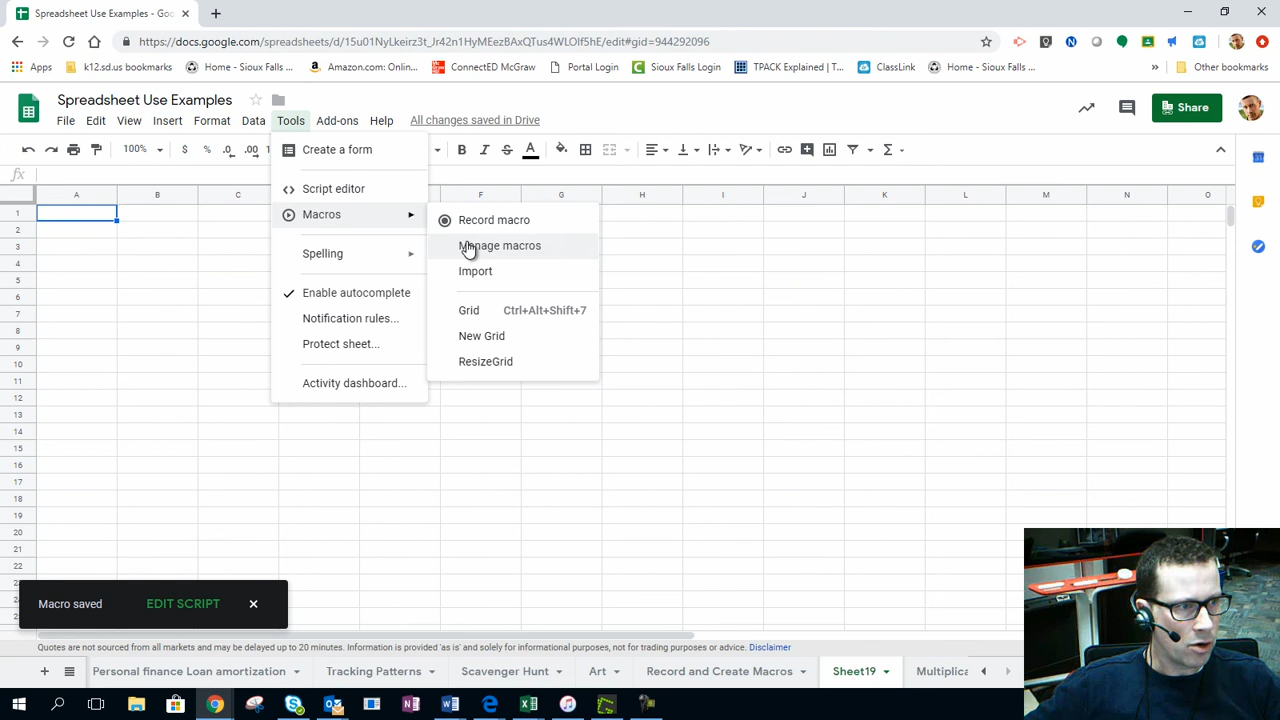 Spreadsheet Use Examples - Goo
https://docs.google.com/spreadsheets/d/15u01NyLkeirz3t_Jr42n1HyMEezBAxQTus4WLOIf5hE/edit#gid=944292096
Apps k12.sd.us bookmarks Home - Sioux Falls ... Amazon.com: Onlin... ConnectED McGraw Portal Login Sioux Falls Login TPACK Explained | T... ClassLink Home - Sioux Falls ... » Other bookmarks
Spreadsheet Use Examples
File Edit View Insert Format Data Tools Add-ons Help All changes saved in Drive
Share
100% $ % .0 .00 1 B I S A Σ
fx
A B C F G H I J K L M N O
1
2
3
4
5
6
7
8
9
10
11
12
13
14
15
16
17
18
19
20
21
22
Create a form
Script editor
Macros
Spelling
Enable autocomplete
Notification rules...
Protect sheet...
Activity dashboard...
Record macro
Manage macros
Import
Grid Ctrl+Alt+Shift+7
New Grid
ResizeGrid
Macro saved EDIT SCRIPT
Quotes are not sourced from all markets and may be delayed up to 20 minutes. Information is provided 'as is' and solely for informational purposes, not for trading purposes or advice. Disclaimer
Personal finance Loan amortization Tracking Patterns Scavenger Hunt Art Record and Create Macros Sheet19 Multiplica